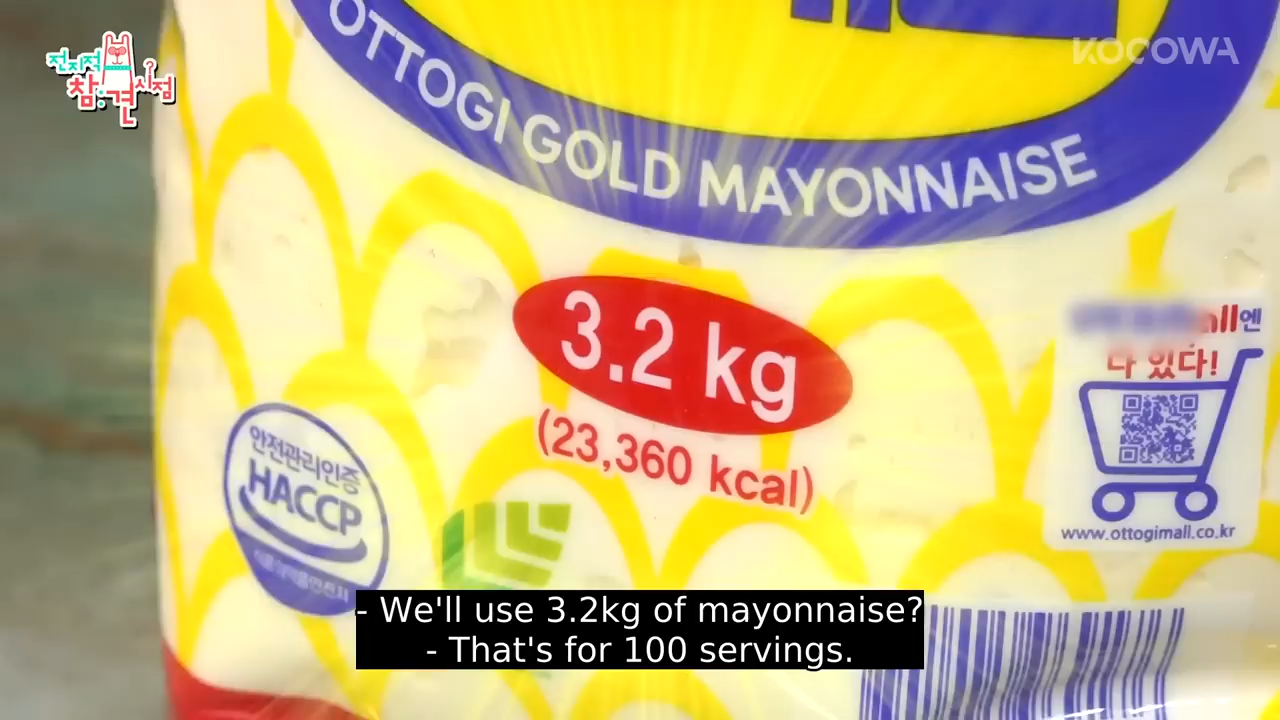 전지적
참견
시점
KOCOWA
OTTOGI GOLD MAYONNAISE
3.2 kg
(23,360 kcal)
안전관리인증
HACCP
엔
다 있다!
www.ottogimall.co.kr
- We'll use 3.2kg of mayonnaise?
- That's for 100 servings.